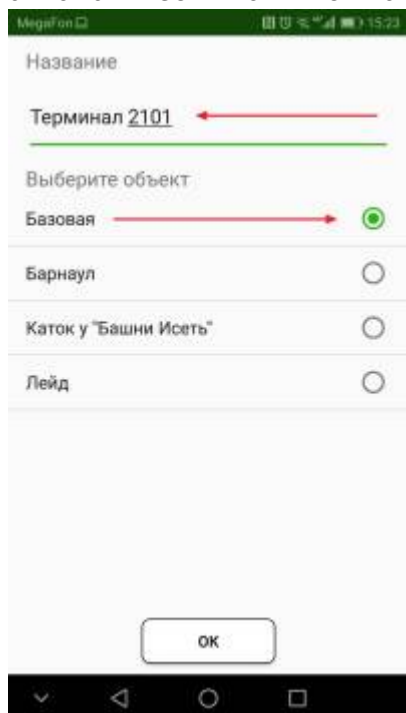 MegaFon 15:23
Название
Терминал 2101
Выберите объект
Базовая
Барнаул
Каток у "Башни Исеть"
Лейд
ОК